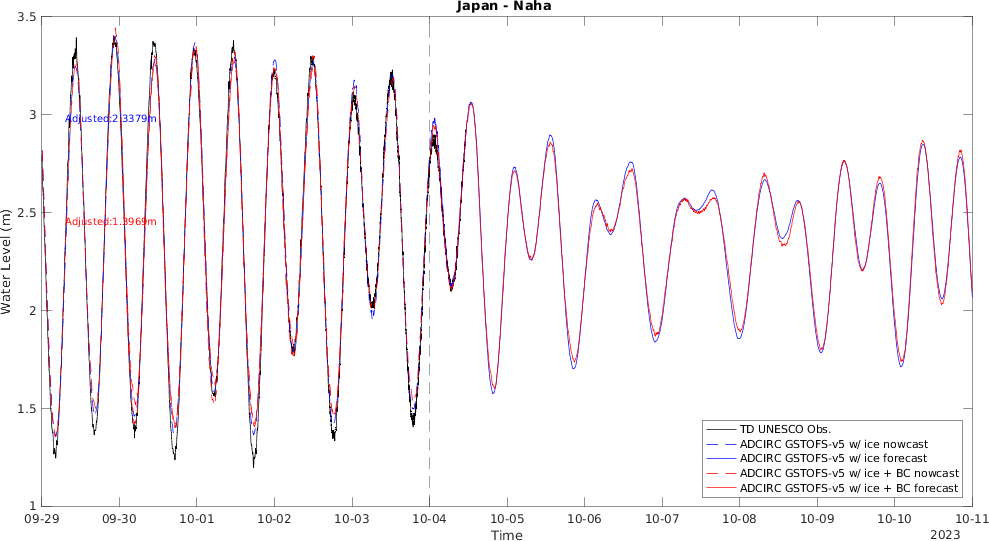 Japan - Naha
3.5
3
2.5
2
1.5
1
Water Level (m)
Adjusted:2.3379m
Adjusted:1.3969m
TD UNESCO Obs.
ADCIRC GSTOFS-v5 w/ ice nowcast
ADCIRC GSTOFS-v5 w/ ice forecast
ADCIRC GSTOFS-v5 w/ ice + BC nowcast
ADCIRC GSTOFS-v5 w/ ice + BC forecast
09-29 09-30 10-01 10-02 10-03 10-04 10-05 10-06 10-07 10-08 10-09 10-10 10-11
Time
2023